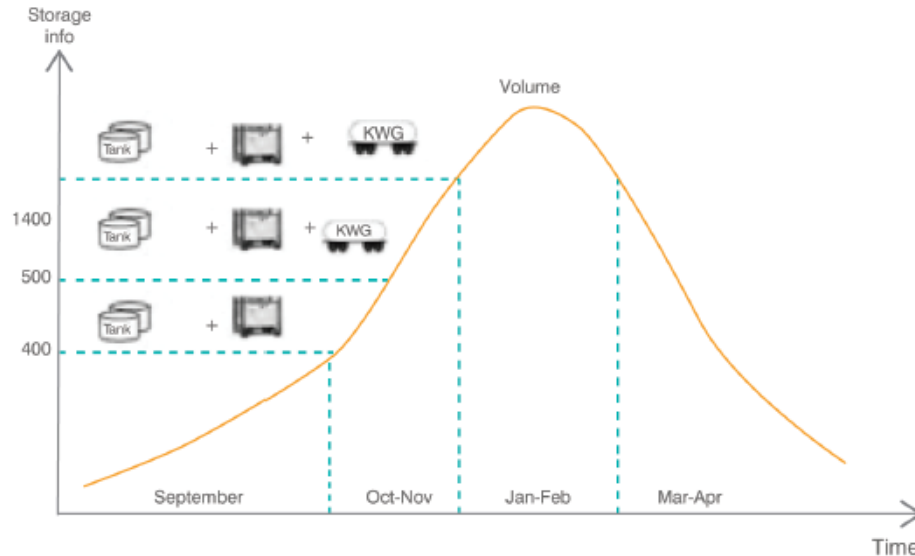 Storage
info
Volume
Tank + + KWG
1400
Tank + + KWG
500
Tank +
400
September Oct-Nov Jan-Feb Mar-Apr
Time